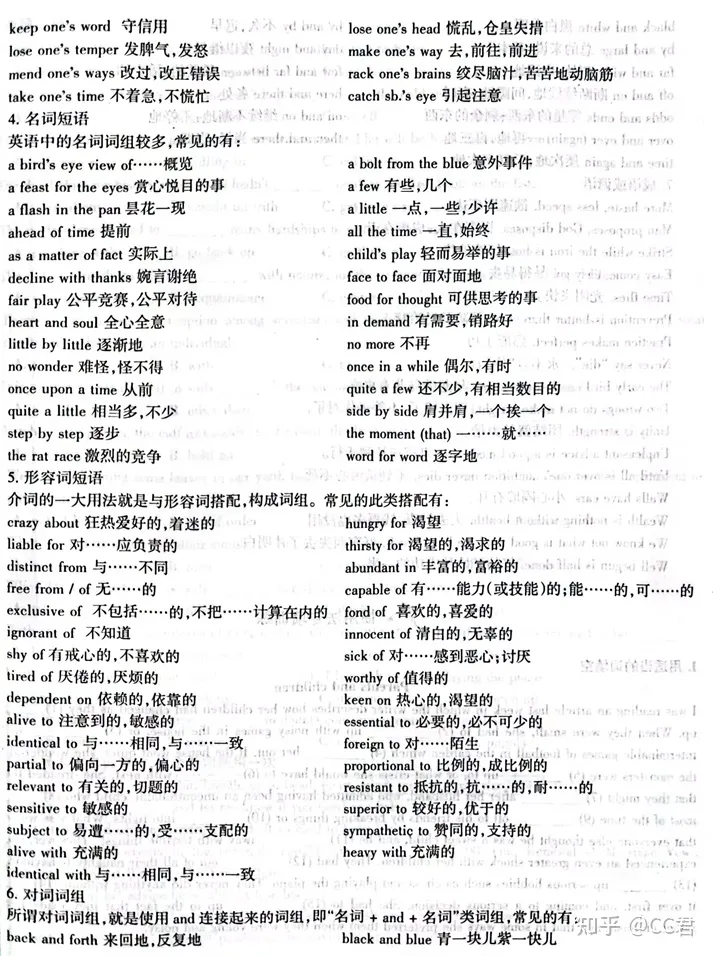 keep one's word 守信用 lose one's head 慌乱,仓皇失措
lose one's temper 发脾气,发怒 make one's way 去,前往,前进
mend one's ways 改过,改正错误 rack one's brains 绞尽脑汁,苦苦地动脑筋
take one's time 不着急,不慌忙 catch sb.'s eye 引起注意
4. 名词短语
英语中的名词词组较多,常见的有:
a bird's eye view of……概览 a bolt from the blue 意外事件
a feast for the eyes 赏心悦目的事 a few 有些,几个
a flash in the pan 昙花一现 a little 一点,一些,少许
ahead of time 提前 all the time 一直,始终
as a matter of fact 实际上 child's play 轻而易举的事
decline with thanks 婉言谢绝 face to face 面对面地
fair play 公平竞赛,公平对待 food for thought 可供思考的事
heart and soul 全心全意 in demand 有需要,销路好
little by little 逐渐地 no more 不再
no wonder 难怪,怪不得 once in a while 偶尔,有时
once upon a time 从前 quite a few 还不少,有相当数目的
quite a little 相当多,不少 side by side 肩并肩,一个挨一个
step by step 逐步 the moment (that) 一……就……
the rat race 激烈的竞争 word for word 逐字地
5. 形容词短语
介词的一大用法就是与形容词搭配,构成词组。常见的此类搭配有:
crazy about 狂热爱好的,着迷的 hungry for 渴望
liable for 对……应负责的 thirsty for 渴望的,渴求的
distinct from 与……不同 abundant in 丰富的,富裕的
free from / of 无……的 capable of 有……能力(或技能)的;能……的,可……的
exclusive of 不包括……的,不把……计算在内的 fond of 喜欢的,喜爱的
ignorant of 不知道 innocent of 清白的,无辜的
shy of 有戒心的,不喜欢的 sick of 对……感到恶心;讨厌
tired of 厌倦的,厌烦的 worthy of 值得的
dependent on 依赖的,依靠的 keen on 热心的,渴望的
alive to 注意到的,敏感的 essential to 必要的,必不可少的
identical to 与……相同,与……一致 foreign to 对……陌生
partial to 偏向一方的,偏心的 proportional to 比例的,成比例的
relevant to 有关的,切题的 resistant to 抵抗的,抗……的,耐……的
sensitive to 敏感的 superior to 较好的,优于的
subject to 易遭……的,受……支配的 sympathetic to 赞同的,支持的
alive with 充满的 heavy with 充满的
identical with 与……相同,与……一致
6. 对词词组
所谓对词词组,就是使用 and 连接起来的词组,即“名词 + and + 名词”类词组,常见的有:
back and forth 来回地,反复地 black and blue 青一块儿紫一块儿
知乎 @CC君